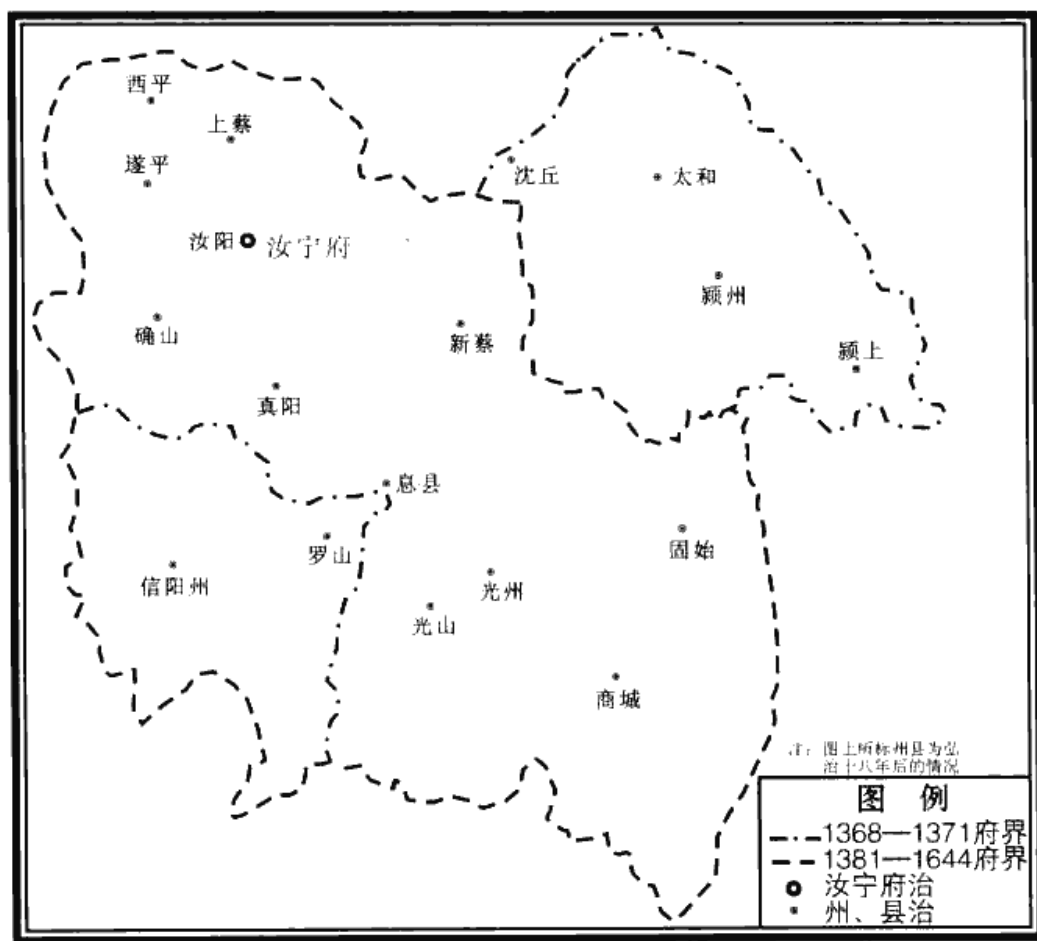 西平
上蔡
遂平
沈丘
太和
汝阳 汝宁府
颍州
确山
新蔡
颍上
真阳
息县
罗山
固始
信阳州
光州
光山
商城
注：图上所标州县为弘
治十八年后的情况
图 例
1368—1371府界
1381—1644府界
汝宁府治
州、县治